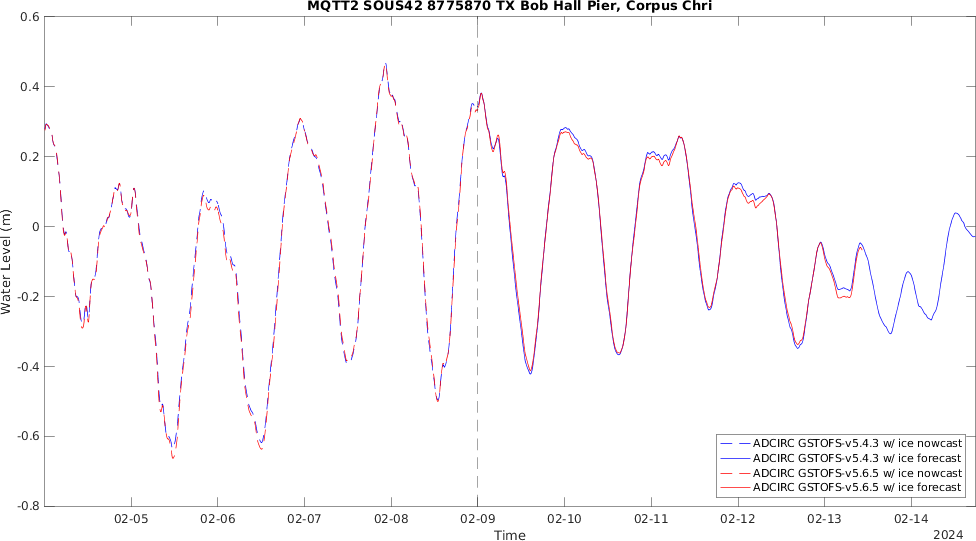 MQTT2 SOUS42 8775870 TX Bob Hall Pier, Corpus Chri
0.6
0.4
0.2
0
-0.2
-0.4
-0.6
-0.8
Water Level (m)
ADCIRC GSTOFS-v5.4.3 w/ ice nowcast
ADCIRC GSTOFS-v5.4.3 w/ ice forecast
ADCIRC GSTOFS-v5.6.5 w/ ice nowcast
ADCIRC GSTOFS-v5.6.5 w/ ice forecast
02-05 02-06 02-07 02-08 02-09 02-10 02-11 02-12 02-13 02-14
Time
2024